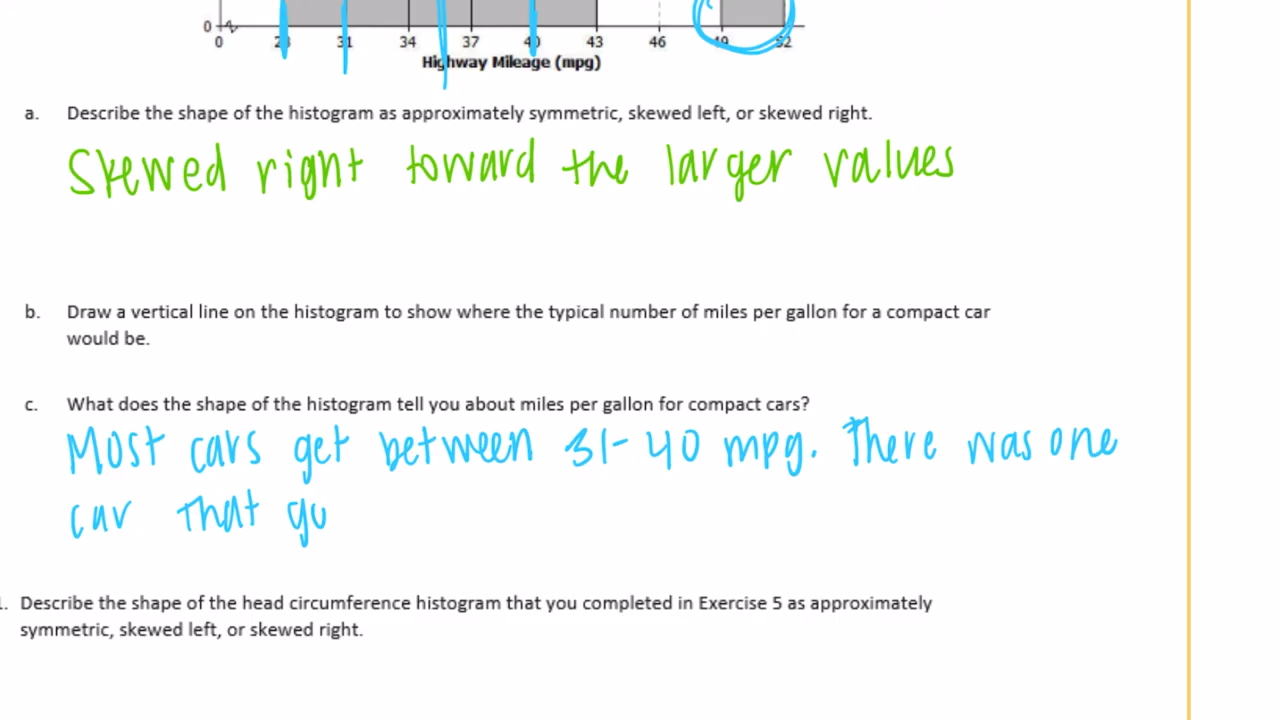 0
0 28 31 34 37 40 43 46 49 52
Highway Mileage (mpg)
a. Describe the shape of the histogram as approximately symmetric, skewed left, or skewed right.
Skewed right toward the larger values
b. Draw a vertical line on the histogram to show where the typical number of miles per gallon for a compact car
would be.
c. What does the shape of the histogram tell you about miles per gallon for compact cars?
Most cars get between 31-40 mpg. There was one
car that go
. Describe the shape of the head circumference histogram that you completed in Exercise 5 as approximately
symmetric, skewed left, or skewed right.